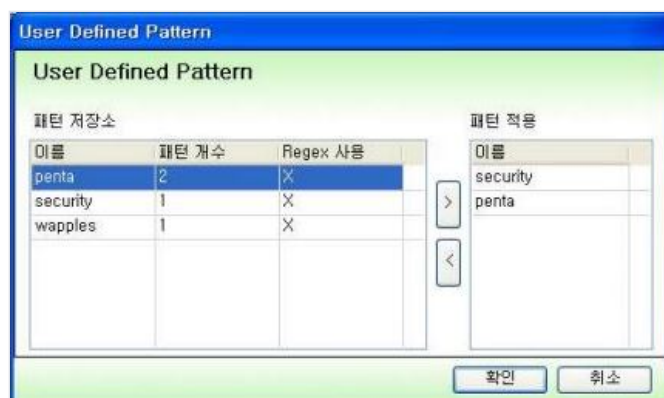 User Defined Pattern
User Defined Pattern
패턴 저장소
이름 패턴 개수 Regex 사용
penta 2 X
security 1 X
wapples 1 X
>
<
패턴 적용
이름
security
penta
확인 취소